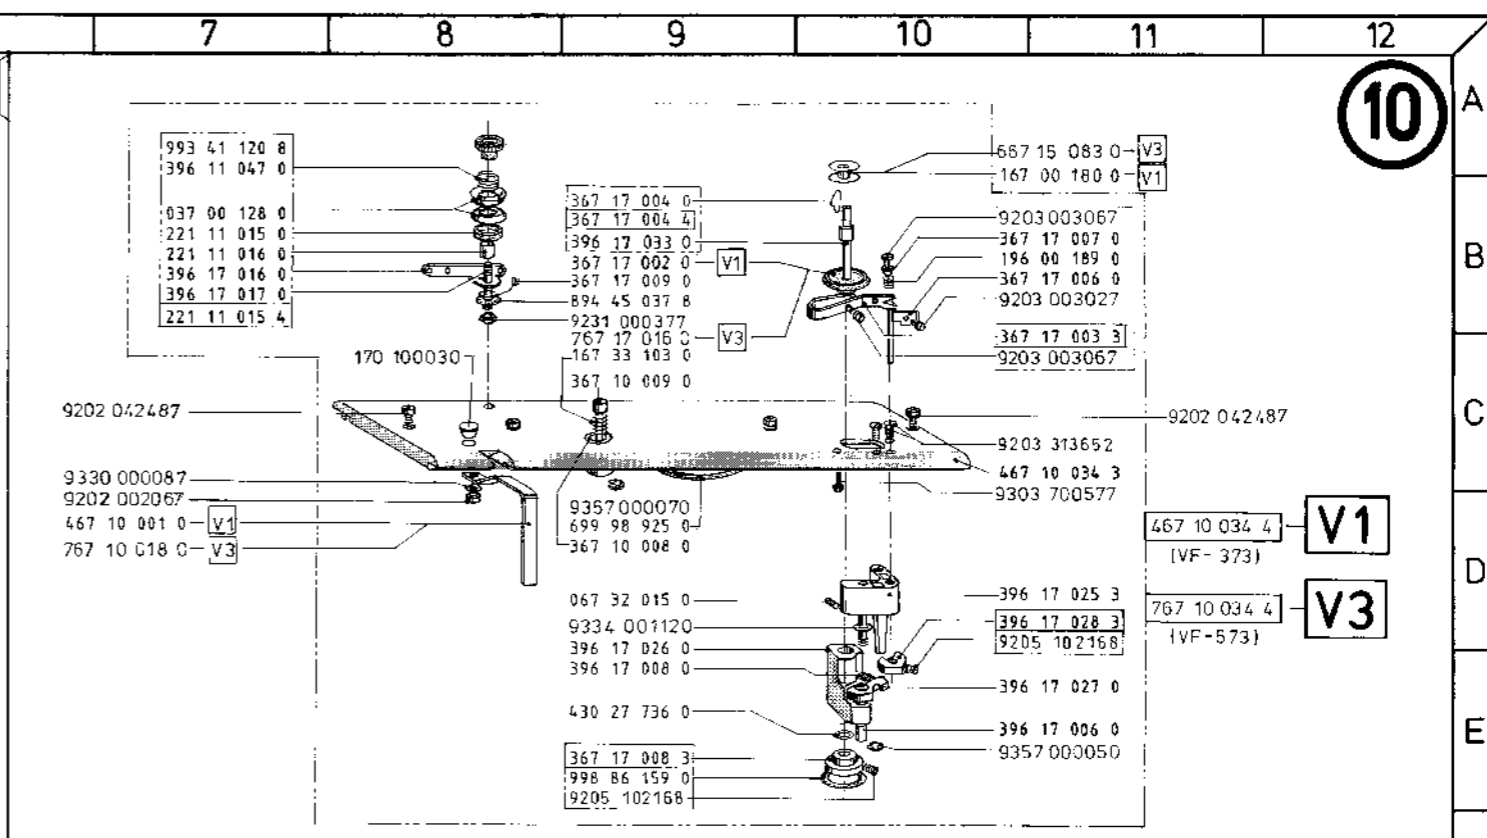 7 8 9 10 11 12
10
A
B
C
D
E
993 41 120 8
396 11 047 0
037 00 128 0
221 11 015 0
221 11 016 0
396 17 016 0
396 17 017 0
221 11 015 4
170 100030
9202 042487
9330 000087
9202 002067
467 10 001 0 V1
767 10 018 0 V3
367 17 004 0
367 17 004 4
396 17 033 0
367 17 002 0 V1
367 17 009 0
894 45 037 8
9231 000377
767 17 016 0 V3
167 33 103 0
367 10 009 0
9357 000070
699 98 925 0
367 10 008 0
067 32 015 0
9334 001120
396 17 026 0
396 17 008 0
430 27 736 0
367 17 008 3
998 86 159 0
9205 102168
667 15 083 0 V3
167 00 180 0 V1
9203 003067
367 17 007 0
196 00 189 0
367 17 006 0
9203 003027
367 17 003 3
9203 003067
9202 042487
9203 313652
467 10 034 3
9303 700577
467 10 034 4 V1
(VF-373)
767 10 034 4 V3
(VF-573)
396 17 025 3
396 17 028 3
9205 102168
396 17 027 0
396 17 006 0
9357 000050